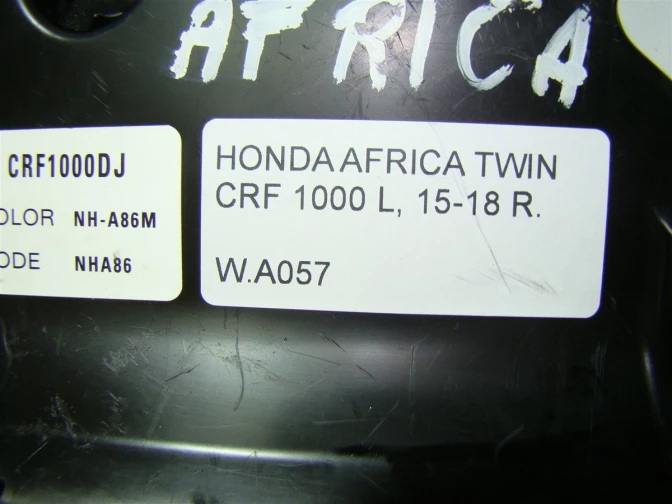 AFRICA
CRF1000DJ
OLOR NH-A86M
ODE NHA86
HONDA AFRICA TWIN
CRF 1000 L, 15-18 R.
W.A057